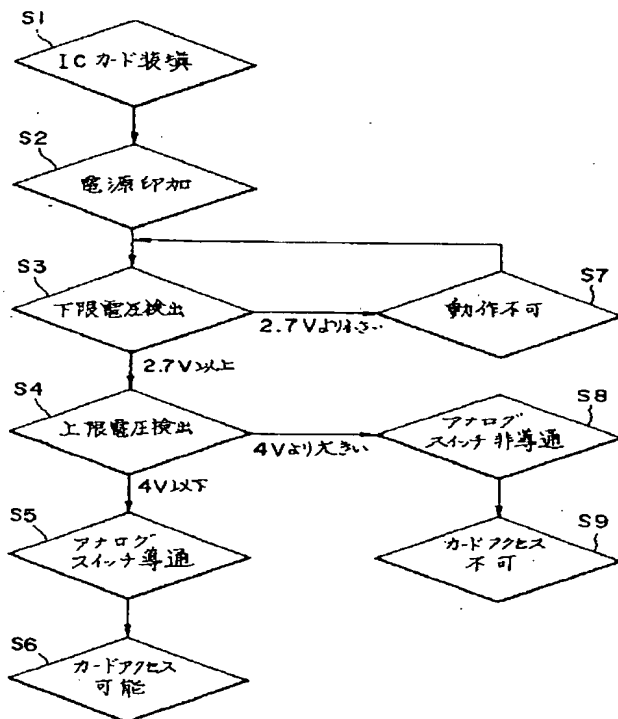 S1
ICカード装填
S2
電源印加
S3
下限電圧検出
2.7Vより小さい
S7
動作不可
2.7V以上
S4
上限電圧検出
4Vより大きい
S8
アナログ
スイッチ非導通
4V以下
S5
アナログ
スイッチ導通
S9
カードアクセス
不可
S6
カードアクセス
可能